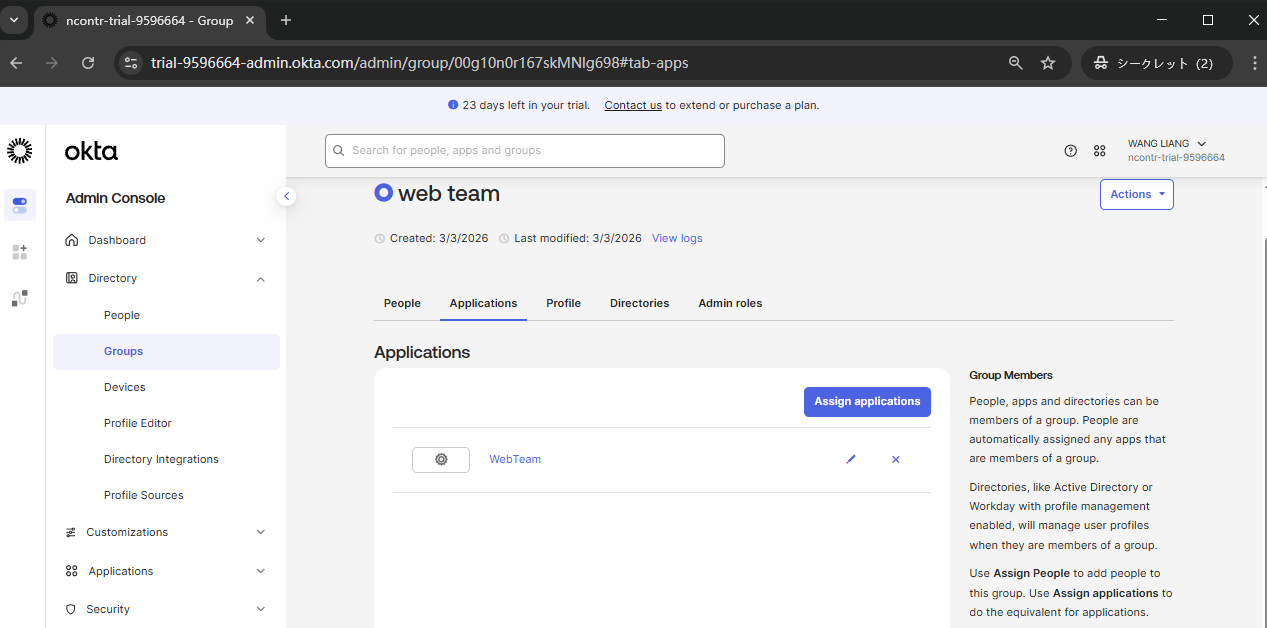 ncontr-trial-9596664 - Group
trial-9596664-admin.okta.com/admin/group/00g10n0r167skMNIg698#tab-apps
シークレット (2)
23 days left in your trial. Contact us to extend or purchase a plan.
okta
Search for people, apps and groups
WANG LIANG
ncontr-trial-9596664
Admin Console
Dashboard
Directory
People
Groups
Devices
Profile Editor
Directory Integrations
Profile Sources
Customizations
Applications
Security
web team
Actions
Created: 3/3/2026 Last modified: 3/3/2026 View logs
People Applications Profile Directories Admin roles
Applications
Assign applications
WebTeam
Group Members
People, apps and directories can be
members of a group. People are
automatically assigned any apps that
are members of a group.
Directories, like Active Directory or
Workday with profile management
enabled, will manage user profiles
when they are members of a group.
Use Assign People to add people to
this group. Use Assign applications to
do the equivalent for applications.